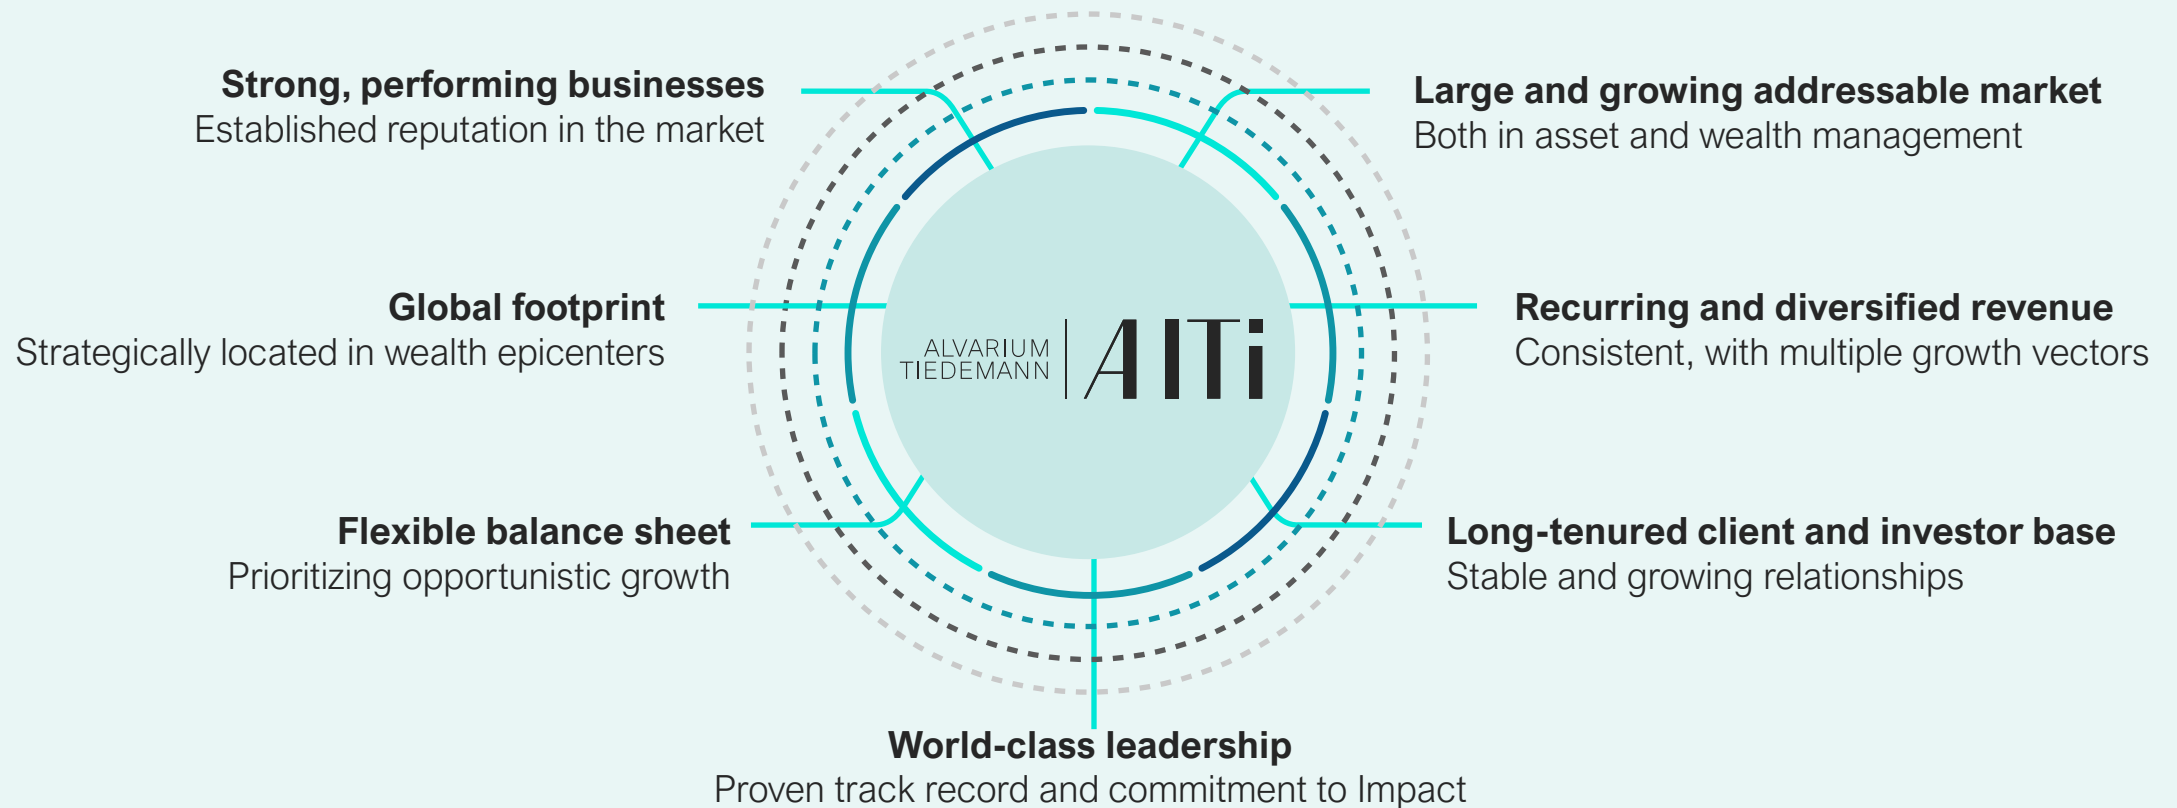 Strong, performing businesses
Established reputation in the market
Large and growing addressable market
Both in asset and wealth management
Global footprint
Strategically located in wealth epicenters
ALVARIUM
TIEDEMANN
AlTi
Recurring and diversified revenue
Consistent, with multiple growth vectors
Flexible balance sheet
Prioritizing opportunistic growth
Long-tenured client and investor base
Stable and growing relationships
World-class leadership
Proven track record and commitment to Impact